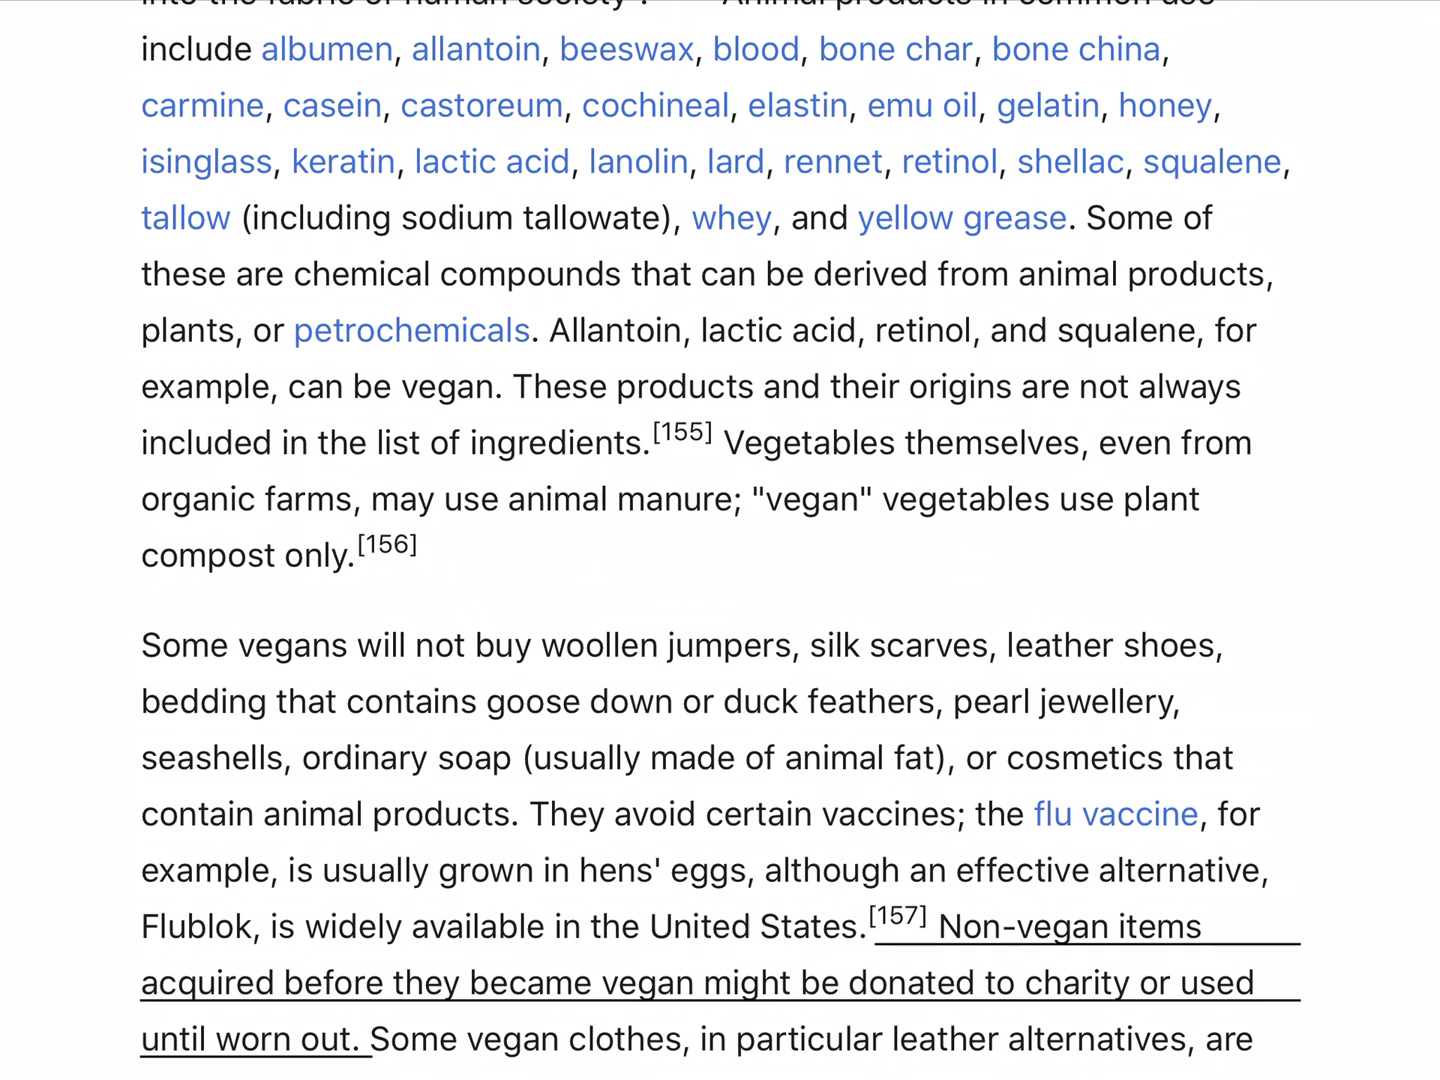 include albumen, allantoin, beeswax, blood, bone char, bone china,
carmine, casein, castoreum, cochineal, elastin, emu oil, gelatin, honey,
isinglass, keratin, lactic acid, lanolin, lard, rennet, retinol, shellac, squalene,
tallow (including sodium tallowate), whey, and yellow grease. Some of
these are chemical compounds that can be derived from animal products,
plants, or petrochemicals. Allantoin, lactic acid, retinol, and squalene, for
example, can be vegan. These products and their origins are not always
included in the list of ingredients.[155] Vegetables themselves, even from
organic farms, may use animal manure; "vegan" vegetables use plant
compost only.[156]
Some vegans will not buy woollen jumpers, silk scarves, leather shoes,
bedding that contains goose down or duck feathers, pearl jewellery,
seashells, ordinary soap (usually made of animal fat), or cosmetics that
contain animal products. They avoid certain vaccines; the flu vaccine, for
example, is usually grown in hens' eggs, although an effective alternative,
Flublok, is widely available in the United States.[157] Non-vegan items
acquired before they became vegan might be donated to charity or used
until worn out. Some vegan clothes, in particular leather alternatives, are